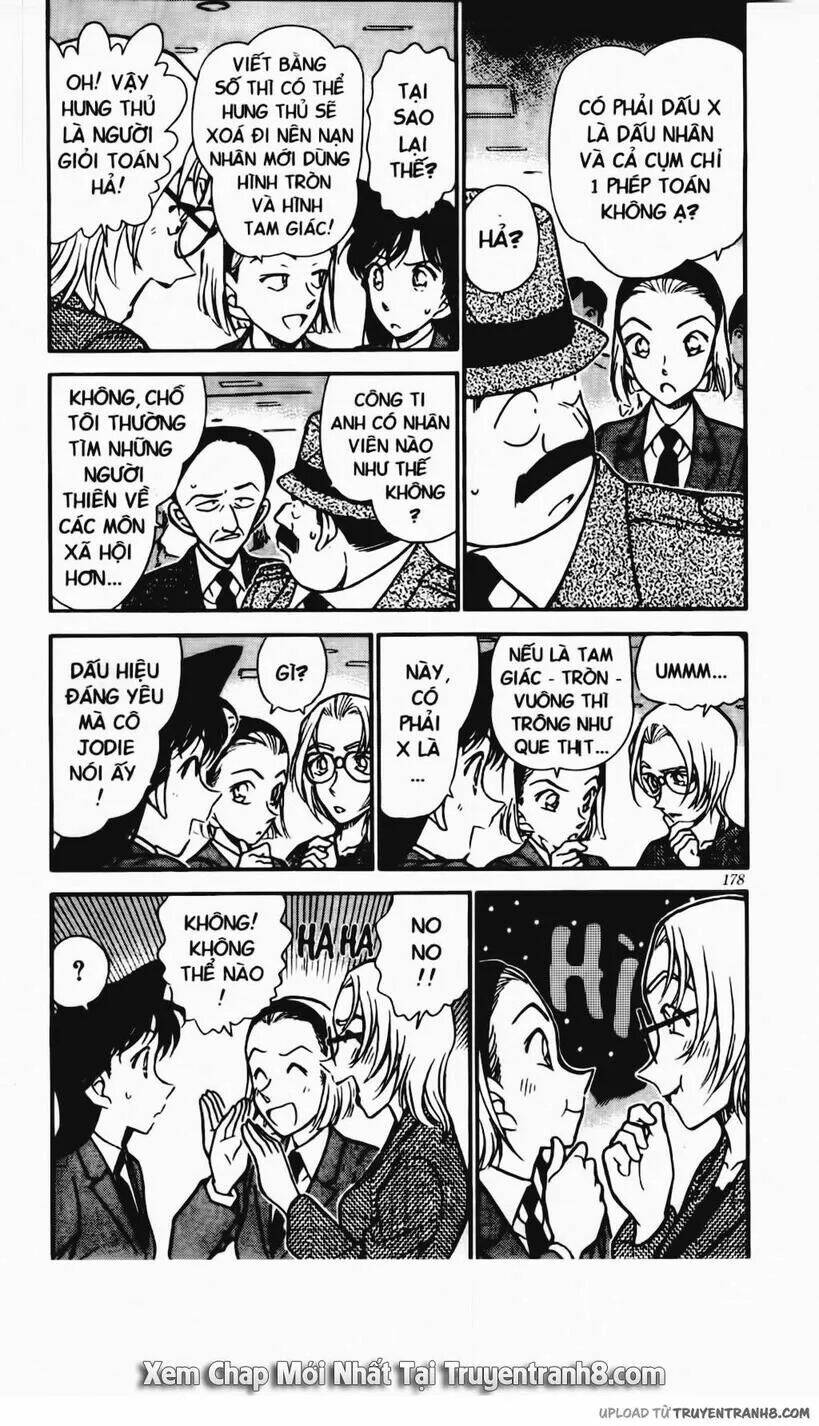 CÓ PHẢI DẤU X
LÀ DẤU NHÂN
VÀ CẢ CỤM CHỈ
1 PHÉP TOÁN
KHÔNG Ạ?
HẢ?
TẠI
SAO
LẠI
THẾ?
VIẾT BẰNG
SỐ THÌ CÓ THỂ
HUNG THỦ SẼ
XOÁ ĐI NÊN NẠN
NHÂN MỚI DÙNG
HÌNH TRÒN
VÀ HÌNH
TAM GIÁC!
OH! VẬY
HUNG THỦ
LÀ NGƯỜI
GIỎI TOÁN
HẢ!
CÔNG TI
ANH CÓ NHÂN
VIÊN NÀO
NHƯ THẾ
KHÔNG
?
KHÔNG, CHỖ
TÔI THƯỜNG
TÌM NHỮNG
NGƯỜI
THIÊN VỀ
CÁC MÔN
XÃ HỘI
HƠN...
UMMM...
NẾU LÀ TAM
GIÁC - TRÒN -
VUÔNG THÌ
TRÔNG NHƯ
QUE THỊT...
NÀY,
CÓ
PHẢI
X LÀ
...
GÌ?
DẤU HIỆU
ĐÁNG YÊU
MÀ CÔ
JODIE
NÓI ẤY
!
178
HÌ
NO
NO
!!
HA HA
KHÔNG!
KHÔNG
THỂ NÀO
!
?
Xem Chap Mới Nhất Tại Truyentranh8.com
UPLOAD TỪ TRUYENTRANH8.COM